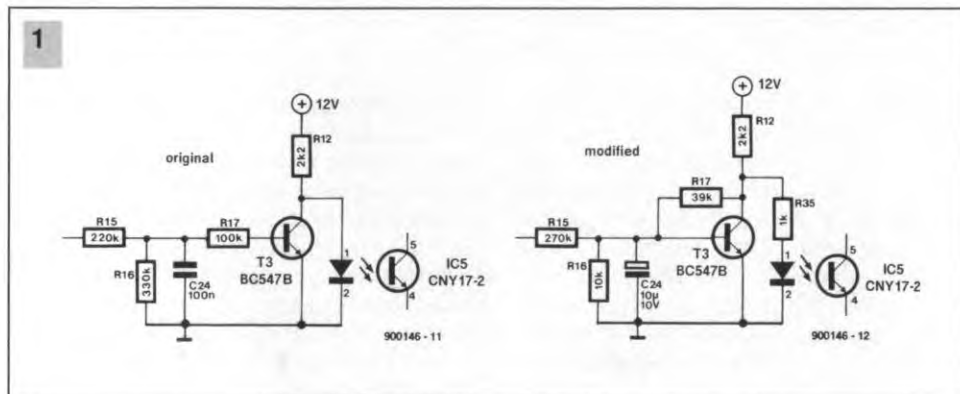 1
original
12V
R12
2k2
R15
220k
R17
100k
R16
330k
C24
100n
T3
BC547B
1
2
5
4
IC5
CNY17-2
900146 - 11
modified
12V
R12
2k2
R17
39k
R35
1k
R15
270k
R16
10k
C24
10µ
10V
T3
BC547B
1
2
5
4
IC5
CNY17-2
900146 - 12